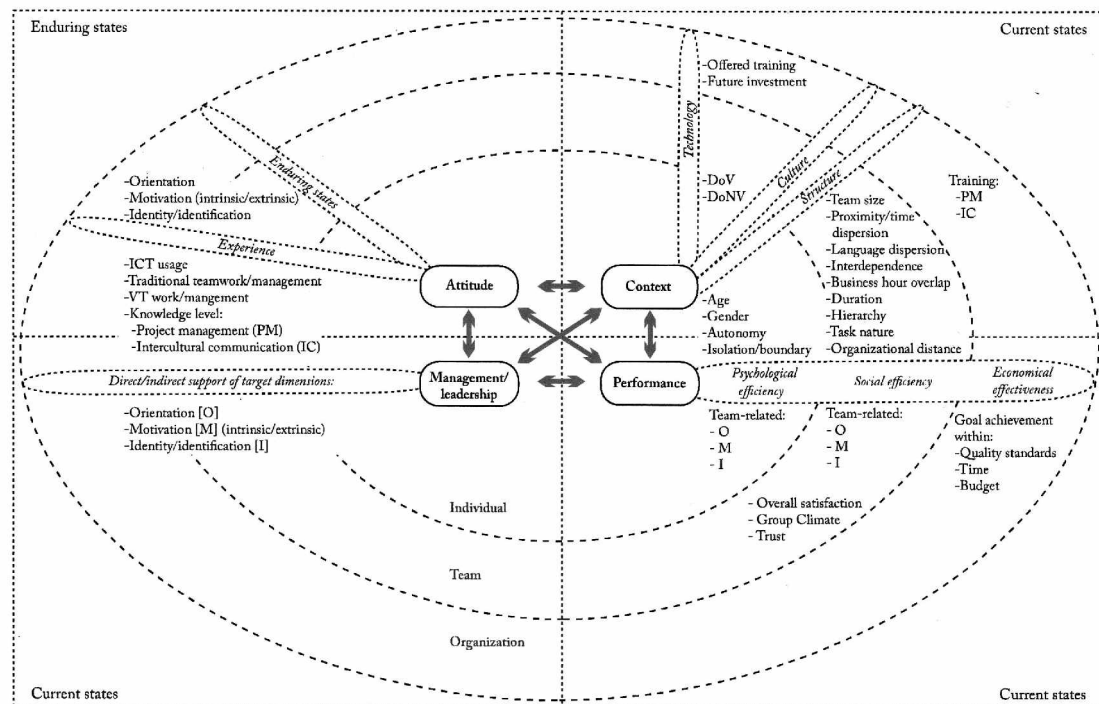 Enduring states
Current states
-Offered training
-Future investment
Technology
Culture
Structure
Enduring states
Experience
-Orientation
-Motivation (intrinsic/extrinsic)
-Identity/identification
-DoV
-DoNV
-Team size
-Proximity/time
dispersion
-Language dispersion
-Interdependence
-Business hour overlap
-Duration
-Hierarchy
-Task nature
-Organizational distance
Training:
-PM
-IC
-ICT usage
-Traditional teamwork/management
-VT work/mangement
-Knowledge level:
-Project management (PM)
-Intercultural communication (IC)
Attitude
Context
-Age
-Gender
-Autonomy
-Isolation/boundary
Direct/indirect support of target dimensions:
Management/
leadership
Performance
Psychological
efficiency
Social efficiency
Economical
effectiveness
-Orientation [O]
-Motivation [M] (intrinsic/extrinsic)
-Identity/identification [I]
Team-related:
- O
- M
- I
Team-related:
- O
- M
- I
Goal achievement
within:
-Quality standards
-Time
-Budget
- Overall satisfaction
- Group Climate
- Trust
Individual
Team
Organization
Current states
Current states